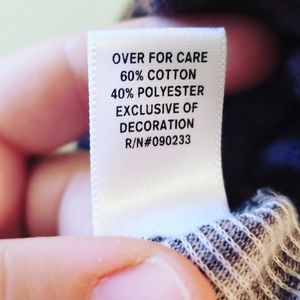 OVER FOR CARE
60% COTTON
40% POLYESTER
EXCLUSIVE OF
DECORATION
R/N#090233